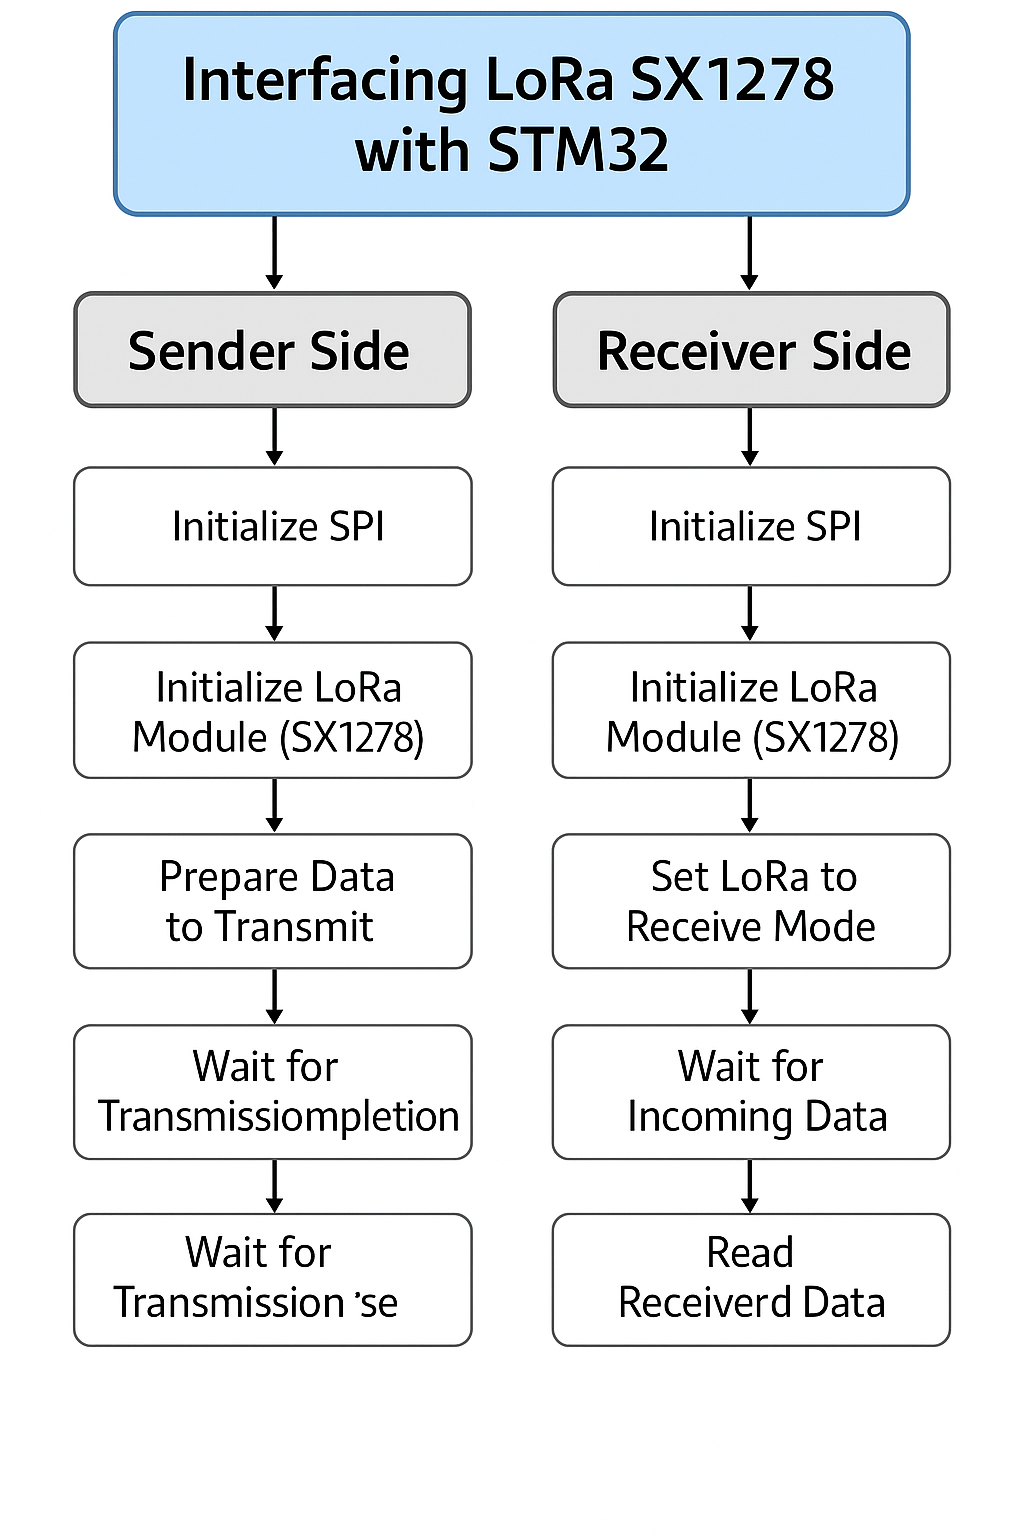 Interfacing LoRa SX1278
with STM32
Sender Side
Initialize SPI
Initialize LoRa
Module (SX1278)
Prepare Data
to Transmit
Wait for
Transmissiompletion
Wait for
Transmission ’se
Receiver Side
Initialize SPI
Initialize LoRa
Module (SX1278)
Set LoRa to
Receive Mode
Wait for
Incoming Data
Read
Receiverd Data